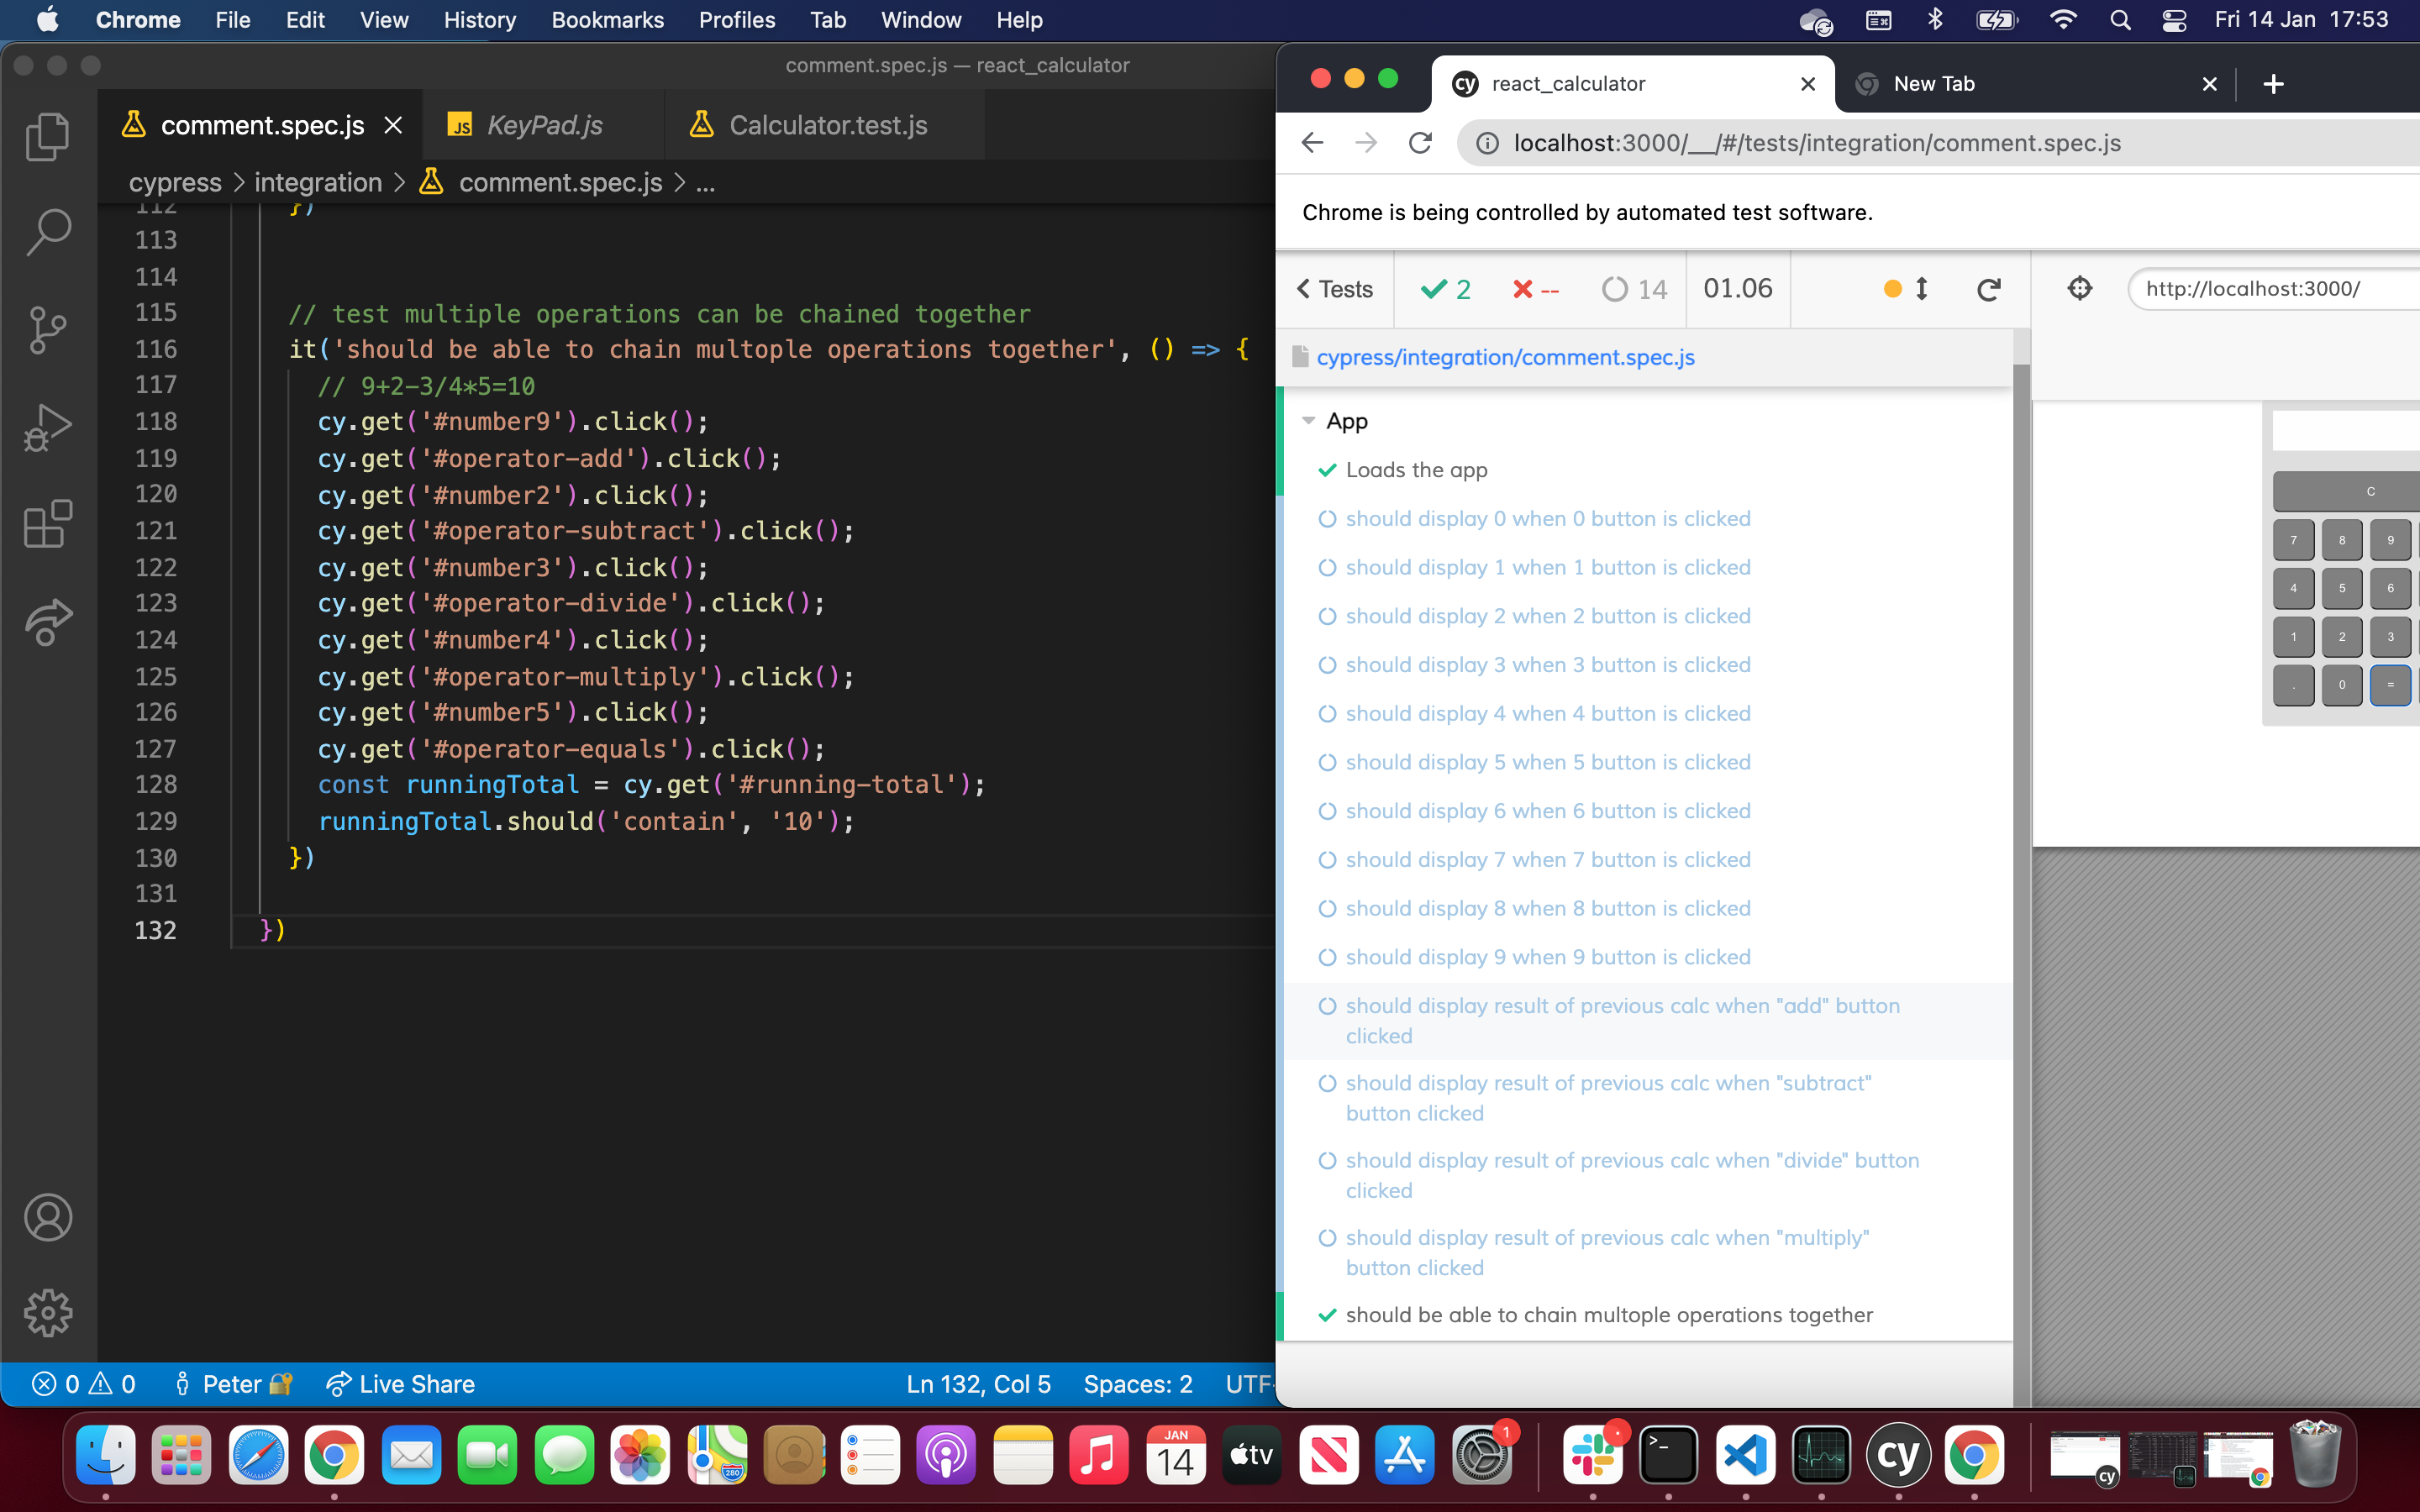 Chrome File Edit View History Bookmarks Profiles Tab Window Help Fri 14 Jan 17:53
comment.spec.js — react_calculator
comment.spec.js KeyPad.js Calculator.test.js
cypress > integration > comment.spec.js > ...
112 })
113
114
115 // test multiple operations can be chained together
116 it('should be able to chain multople operations together', () => {
117 // 9+2-3/4*5=10
118 cy.get('#number9').click();
119 cy.get('#operator-add').click();
120 cy.get('#number2').click();
121 cy.get('#operator-subtract').click();
122 cy.get('#number3').click();
123 cy.get('#operator-divide').click();
124 cy.get('#number4').click();
125 cy.get('#operator-multiply').click();
126 cy.get('#number5').click();
127 cy.get('#operator-equals').click();
128 const runningTotal = cy.get('#running-total');
129 runningTotal.should('contain', '10');
130 })
131
132 })
0 0 Peter Live Share Ln 132, Col 5 Spaces: 2 UTF-
cy react_calculator New Tab
localhost:3000/__/#/tests/integration/comment.spec.js
Chrome is being controlled by automated test software.
< Tests 2 -- 14 01.06 http://localhost:3000/
cypress/integration/comment.spec.js
App
Loads the app
should display 0 when 0 button is clicked
should display 1 when 1 button is clicked
should display 2 when 2 button is clicked
should display 3 when 3 button is clicked
should display 4 when 4 button is clicked
should display 5 when 5 button is clicked
should display 6 when 6 button is clicked
should display 7 when 7 button is clicked
should display 8 when 8 button is clicked
should display 9 when 9 button is clicked
should display result of previous calc when "add" button
clicked
should display result of previous calc when "subtract"
button clicked
should display result of previous calc when "divide" button
clicked
should display result of previous calc when "multiply"
button clicked
should be able to chain multople operations together
C
7 8 9
4 5 6
1 2 3
. 0 =
280 JAN 14 tv 1 >_ cy cy